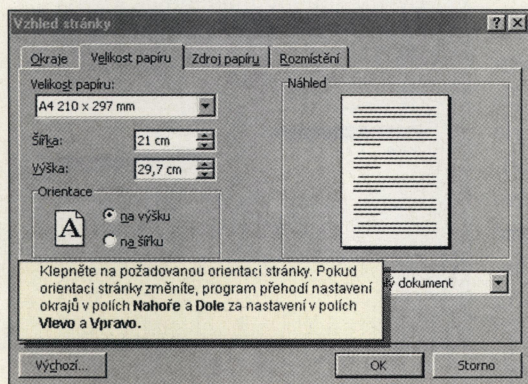 Vzhled stránky
Okraje Velikost papíru Zdroj papíru Rozmístění
Velikost papíru:
A4 210 x 297 mm
Šířka:
21 cm
Výška:
29,7 cm
Orientace
A
na výšku
na šířku
Náhled
Klepněte na požadovanou orientaci stránky. Pokud
orientaci stránky změníte, program přehodí nastavení
okrajů v polích Nahoře a Dole za nastavení v polích
Vlevo a Vpravo.
dokument
Výchozí...
OK
Storno